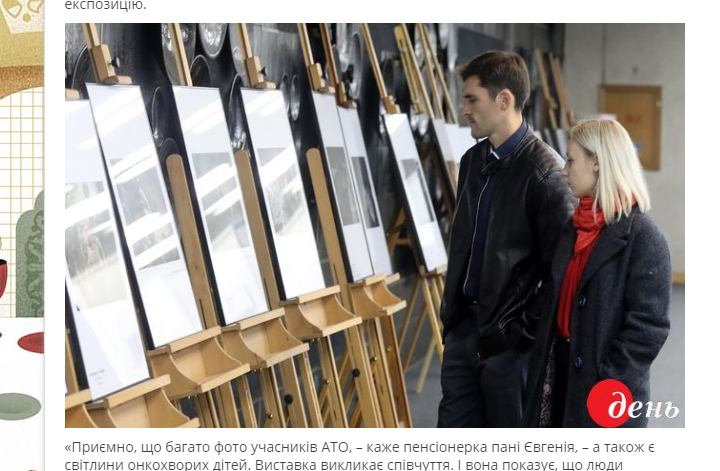 експозицію.
день
«Приємно, що багато фото учасників АТО, – каже пенсіонерка пані Євгенія, – а також є
світлини онкохворих дітей. Виставка викликає співчуття. І вона показує, що люди